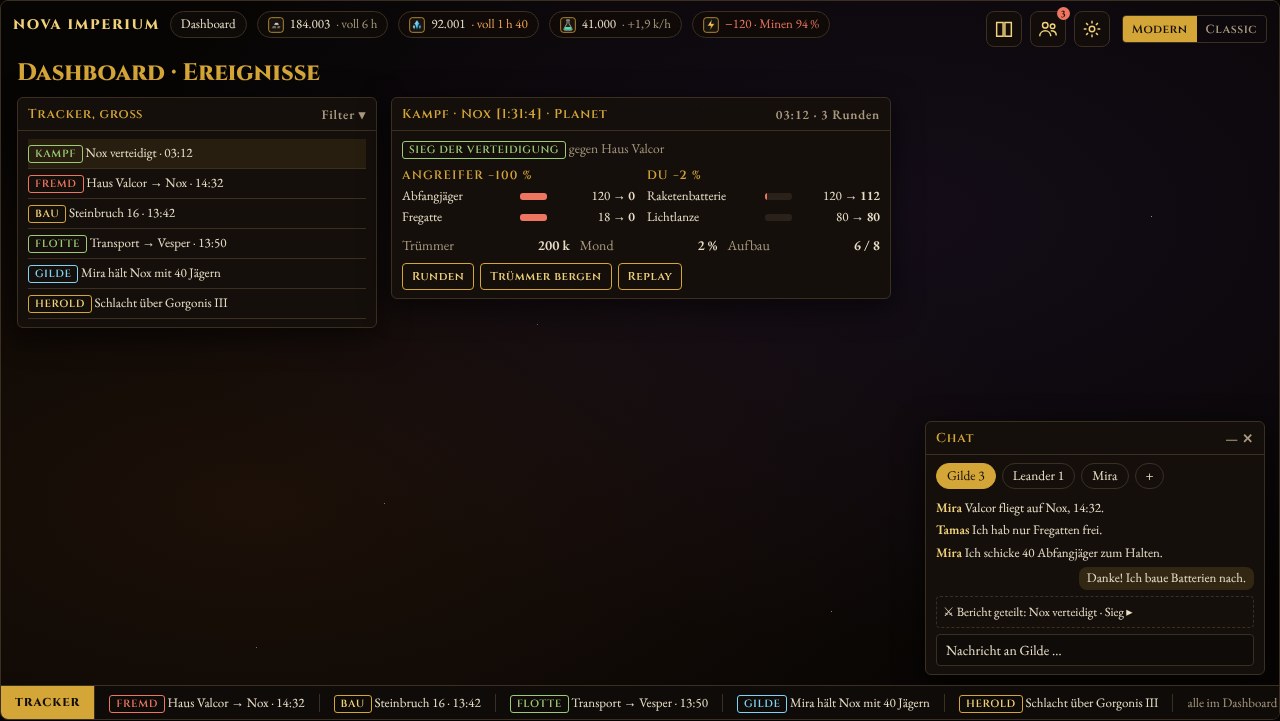 NOVA IMPERIUM Dashboard 184.003 · voll 6 h 92.001 · voll 1 h 40 41.000 · +1,9 k/h −120 · Minen 94 % 3 Modern Classic
Dashboard · Ereignisse
Tracker, gross Filter ▾
KAMPF Nox verteidigt · 03:12
FREMD Haus Valcor → Nox · 14:32
BAU Steinbruch 16 · 13:42
FLOTTE Transport → Vesper · 13:50
GILDE Mira hält Nox mit 40 Jägern
HEROLD Schlacht über Gorgonis III
Kampf · Nox [1:31:4] · Planet 03:12 · 3 Runden
SIEG DER VERTEIDIGUNG gegen Haus Valcor
ANGREIFER −100 % DU −2 %
Abfangjäger 120 → 0 Raketenbatterie 120 → 112
Fregatte 18 → 0 Lichtlanze 80 → 80
Trümmer 200 k Mond 2 % Aufbau 6 / 8
Runden Trümmer bergen Replay
Chat — ✕
Gilde 3 Leander 1 Mira +
Mira Valcor fliegt auf Nox, 14:32.
Tamas Ich hab nur Fregatten frei.
Mira Ich schicke 40 Abfangjäger zum Halten.
Danke! Ich baue Batterien nach.
⚔ Bericht geteilt: Nox verteidigt · Sieg ▸
Nachricht an Gilde ...
TRACKER FREMD Haus Valcor → Nox · 14:32 BAU Steinbruch 16 · 13:42 FLOTTE Transport → Vesper · 13:50 GILDE Mira hält Nox mit 40 Jägern HEROLD Schlacht über Gorgonis III alle im Dashboard